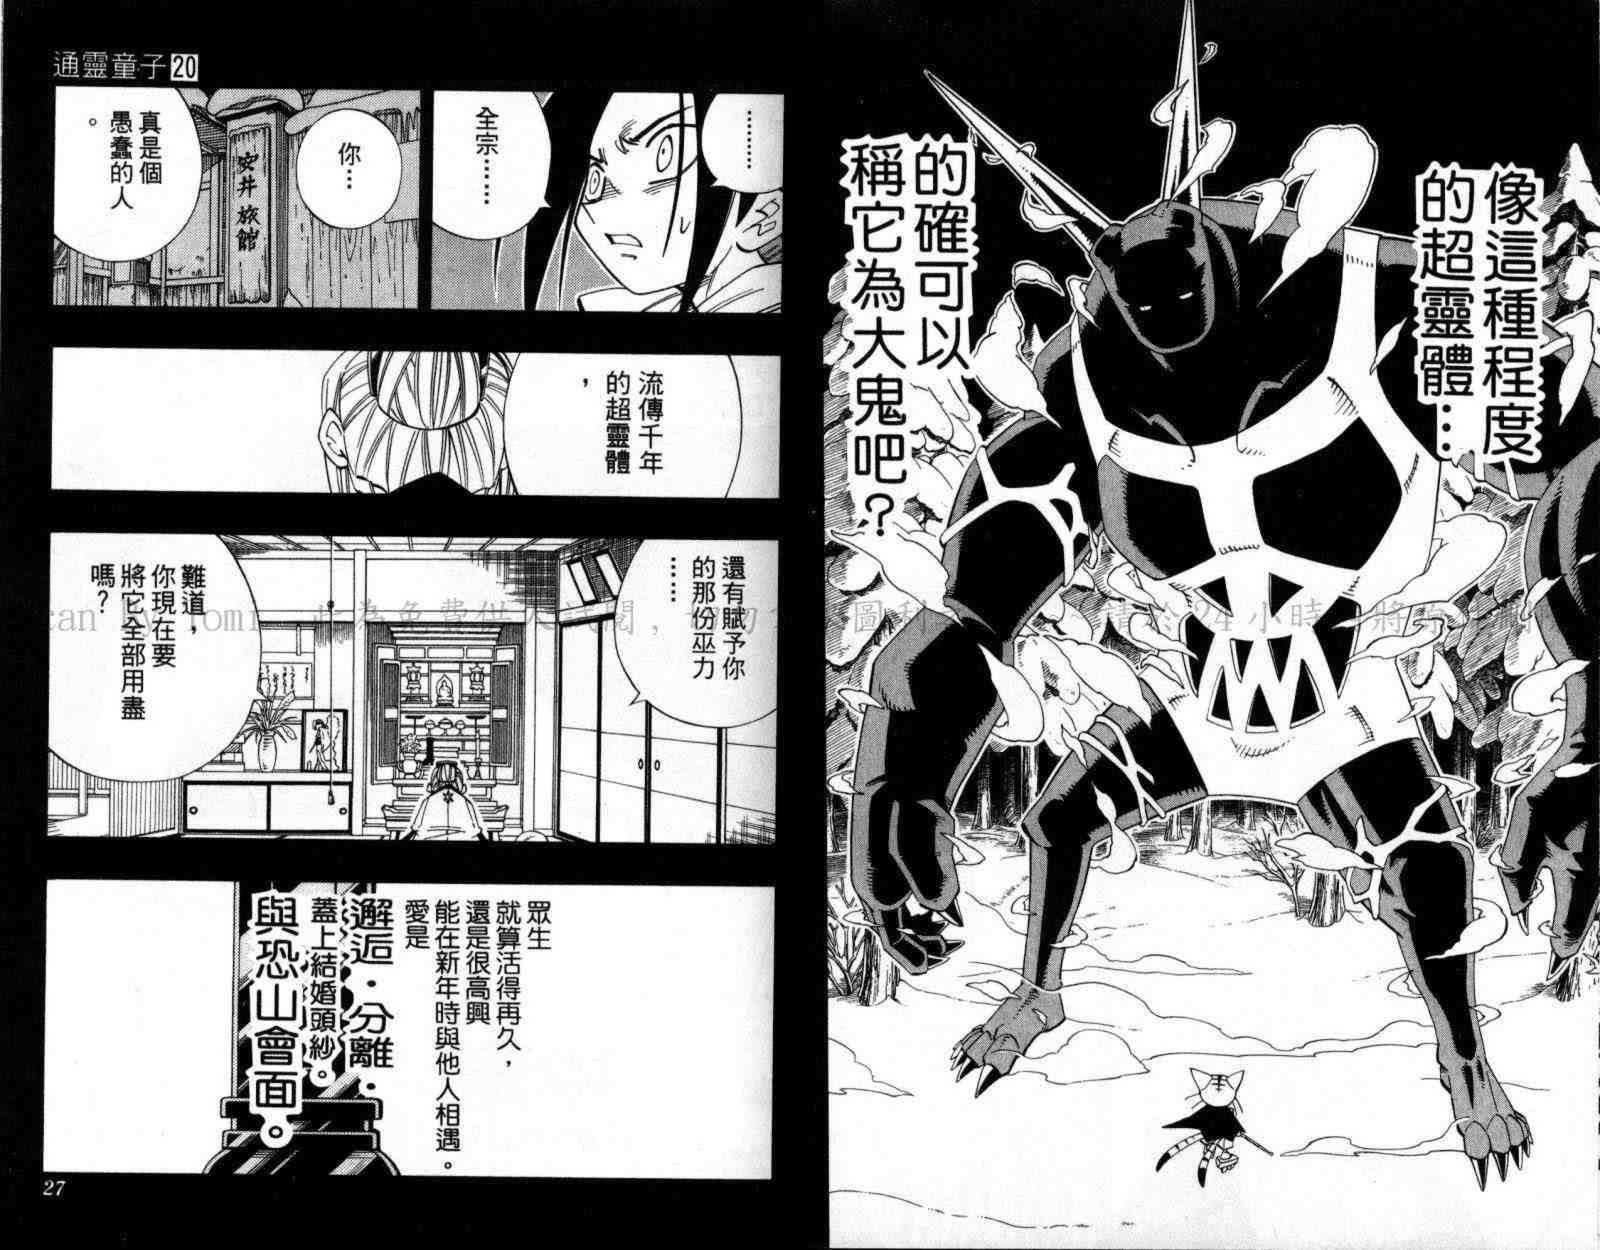 像這種程度
的超靈體…
的確可以
稱它為大鬼吧？
通靈童子20
………
全宗……
你…
安井旅館
真是個
愚蠢的人
。
流傳千年
的超靈體
，
還有賦予你
的那份巫力
……
難道，
你現在要
將它全部用盡
嗎？
眾生
就算活得再久，
還是很高興
能在新年時與他人相遇。
愛是
邂逅．分離．
蓋上結婚頭紗。
與恐山會面。
27